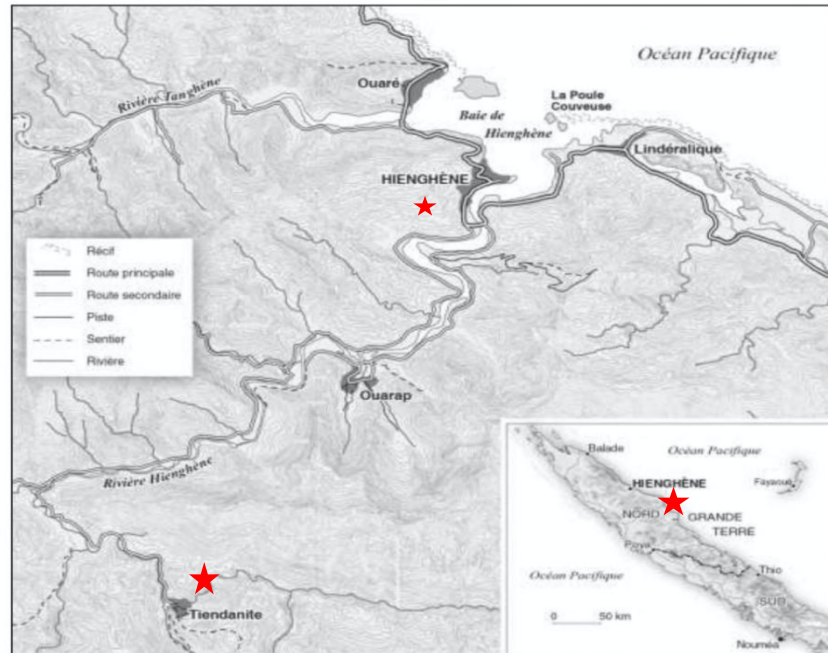 Océan Pacifique
Ouaré
Rivière Tanghène
La Poule
Couveuse
Baie de
Hienghène
Lindéralique
HIENGHÈNE
Récif
Route principale
Route secondaire
Piste
Sentier
Rivière
Ouarap
Rivière Hienghène
Tiendanite
Balade
Océan Pacifique
HIENGHÈNE
Fayaoué
NORD
GRANDE
TERRE
Poya
Thio
Océan Pacifique
SUD
0 50 km
Nouméa